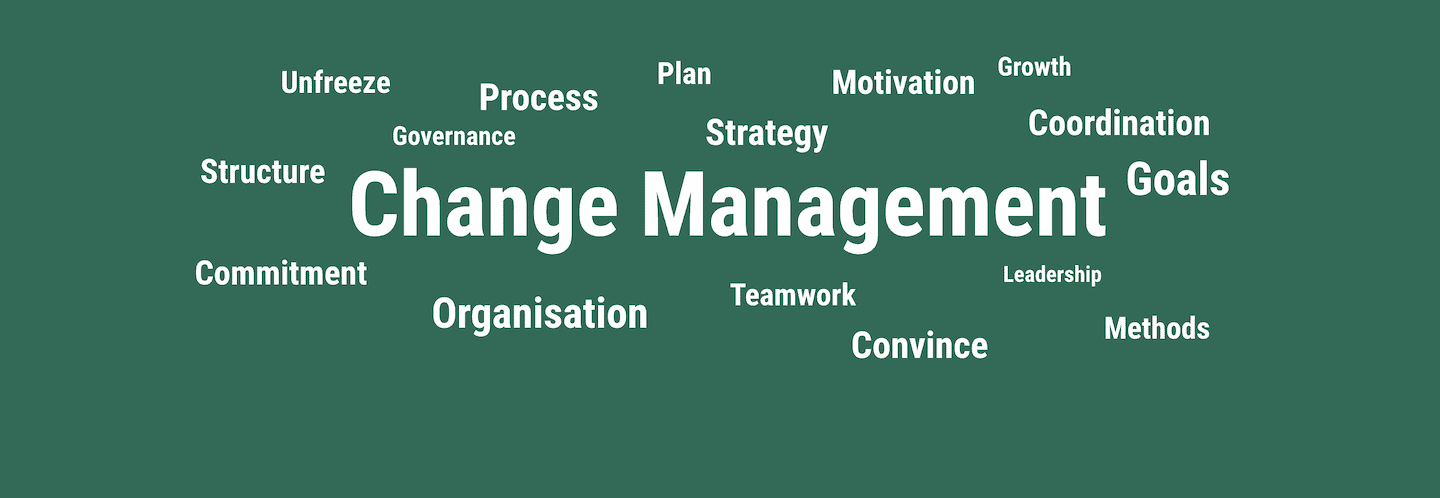 Growth
Plan
Unfreeze
Motivation
Process
Coordination
Strategy
Governance
Structure
Goals
Change Management
Commitment
Leadership
Teamwork
Organisation
Methods
Convince